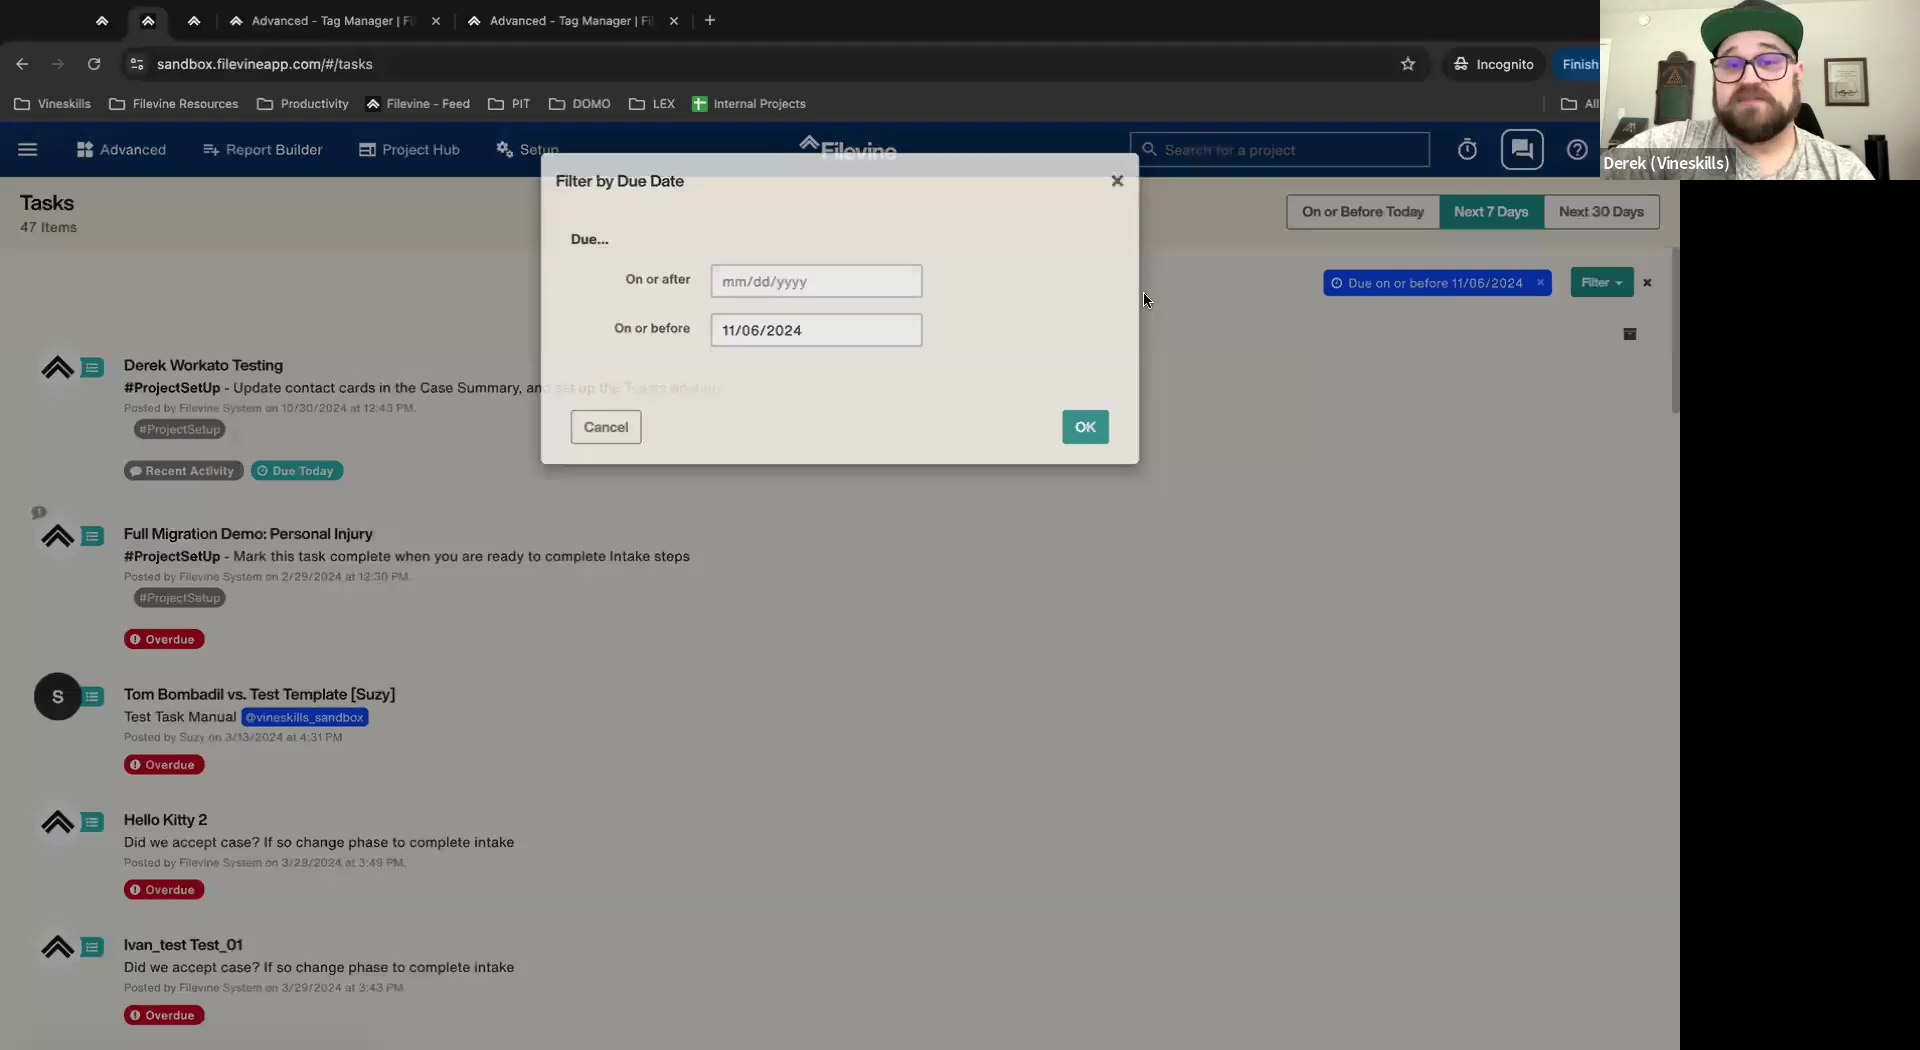 Advanced - Tag Manager | Fi
Advanced - Tag Manager | Fil
sandbox.filevineapp.com/#/tasks
Incognito
Finish
Vineskills
Filevine Resources
Productivity
Filevine - Feed
PIT
DOMO
LEX
Internal Projects
All
Advanced
Report Builder
Project Hub
Setup
Filevine
Search for a project
Derek (Vineskills)
Tasks
47 Items
On or Before Today
Next 7 Days
Next 30 Days
Filter by Due Date
Due...
On or after
mm/dd/yyyy
On or before
11/06/2024
Cancel
OK
Due on or before 11/06/2024
Filter
Derek Workato Testing
#ProjectSetUp - Update contact cards in the Case Summary, and set up the Teams section
Posted by Filevine System on 10/30/2024 at 12:43 PM.
#ProjectSetup
Recent Activity
Due Today
Full Migration Demo: Personal Injury
#ProjectSetUp - Mark this task complete when you are ready to complete Intake steps
Posted by Filevine System on 2/29/2024 at 12:30 PM.
#ProjectSetup
Overdue
S
Tom Bombadil vs. Test Template [Suzy]
Test Task Manual @vineskills_sandbox
Posted by Suzy on 3/13/2024 at 4:31 PM
Overdue
Hello Kitty 2
Did we accept case? If so change phase to complete intake
Posted by Filevine System on 3/28/2024 at 3:49 PM.
Overdue
Ivan_test Test_01
Did we accept case? If so change phase to complete intake
Posted by Filevine System on 3/29/2024 at 3:43 PM.
Overdue